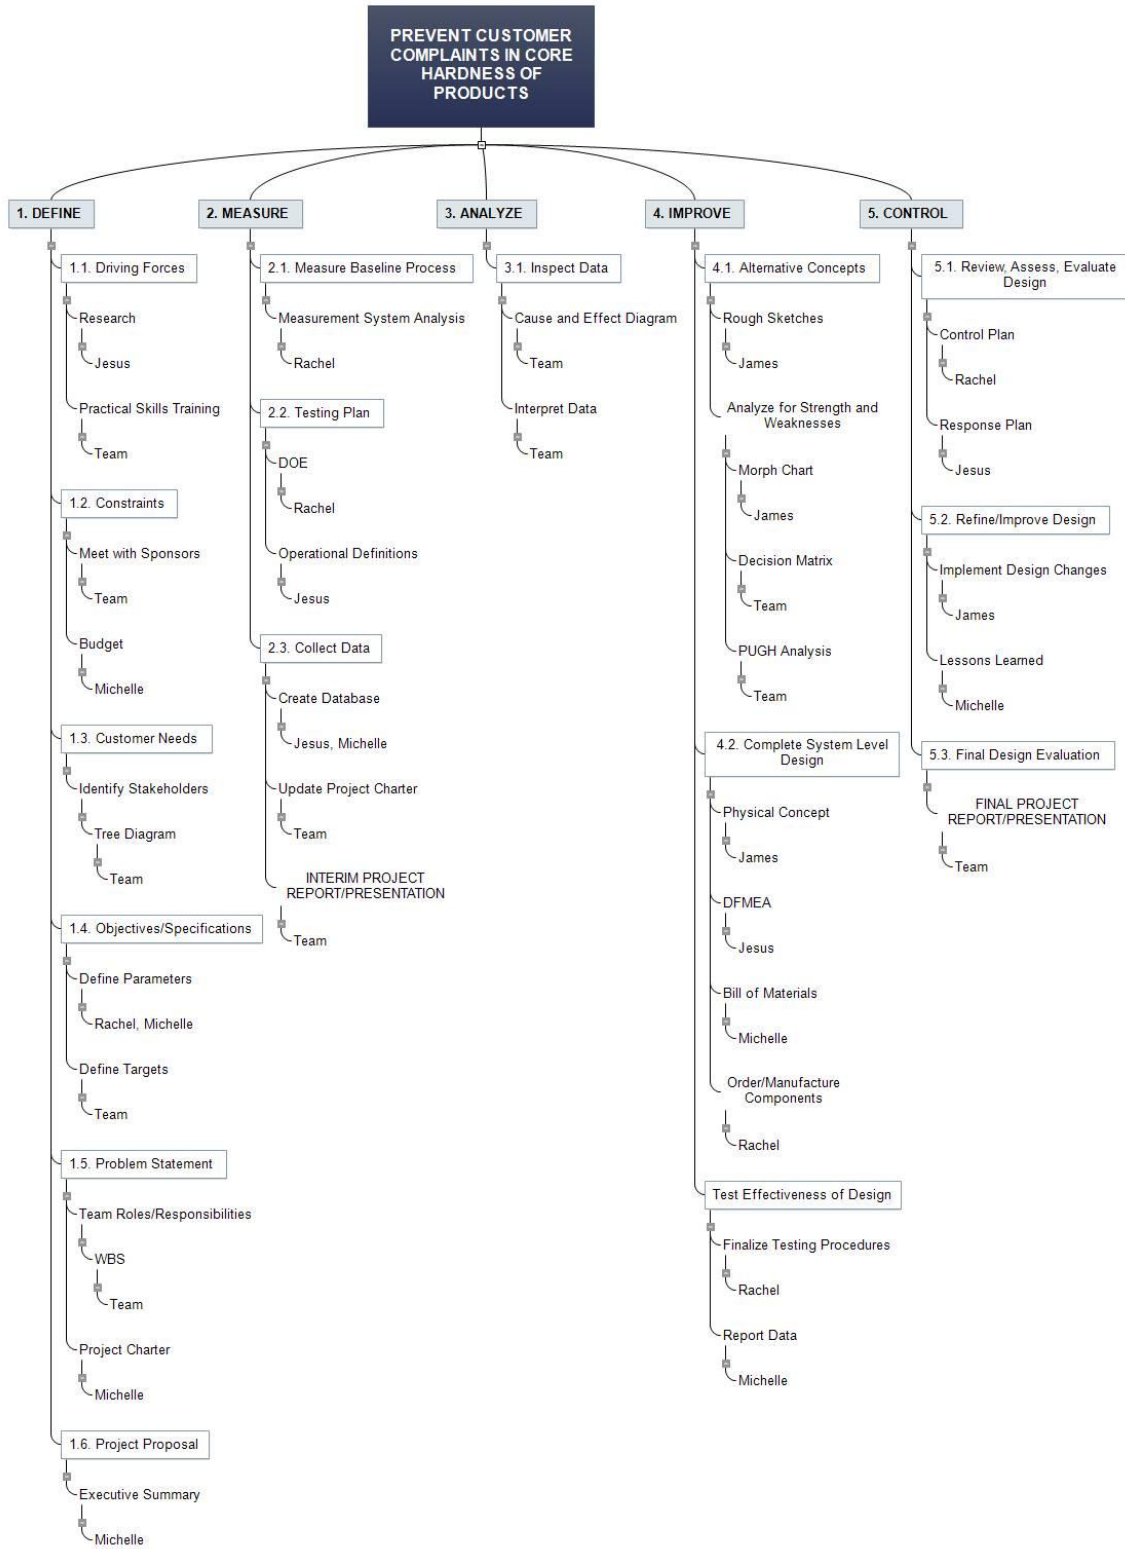 PREVENT CUSTOMER
COMPLAINTS IN CORE
HARDNESS OF
PRODUCTS
1. DEFINE
1.1. Driving Forces
Research
Jesus
Practical Skills Training
Team
1.2. Constraints
Meet with Sponsors
Team
Budget
Michelle
1.3. Customer Needs
Identify Stakeholders
Tree Diagram
Team
1.4. Objectives/Specifications
Define Parameters
Rachel, Michelle
Define Targets
Team
1.5. Problem Statement
Team Roles/Responsibilities
WBS
Team
Project Charter
Michelle
1.6. Project Proposal
Executive Summary
Michelle
2. MEASURE
2.1. Measure Baseline Process
Measurement System Analysis
Rachel
2.2. Testing Plan
DOE
Rachel
Operational Definitions
Jesus
2.3. Collect Data
Create Database
Jesus, Michelle
Update Project Charter
Team
INTERIM PROJECT
REPORT/PRESENTATION
Team
3. ANALYZE
3.1. Inspect Data
Cause and Effect Diagram
Team
Interpret Data
Team
4. IMPROVE
4.1. Alternative Concepts
Rough Sketches
James
Analyze for Strength and
Weaknesses
Morph Chart
James
Decision Matrix
Team
PUGH Analysis
Team
4.2. Complete System Level
Design
Physical Concept
James
DFMEA
Jesus
Bill of Materials
Michelle
Order/Manufacture
Components
Rachel
Test Effectiveness of Design
Finalize Testing Procedures
Rachel
Report Data
Michelle
5. CONTROL
5.1. Review, Assess, Evaluate
Design
Control Plan
Rachel
Response Plan
Jesus
5.2. Refine/Improve Design
Implement Design Changes
James
Lessons Learned
Michelle
5.3. Final Design Evaluation
FINAL PROJECT
REPORT/PRESENTATION
Team